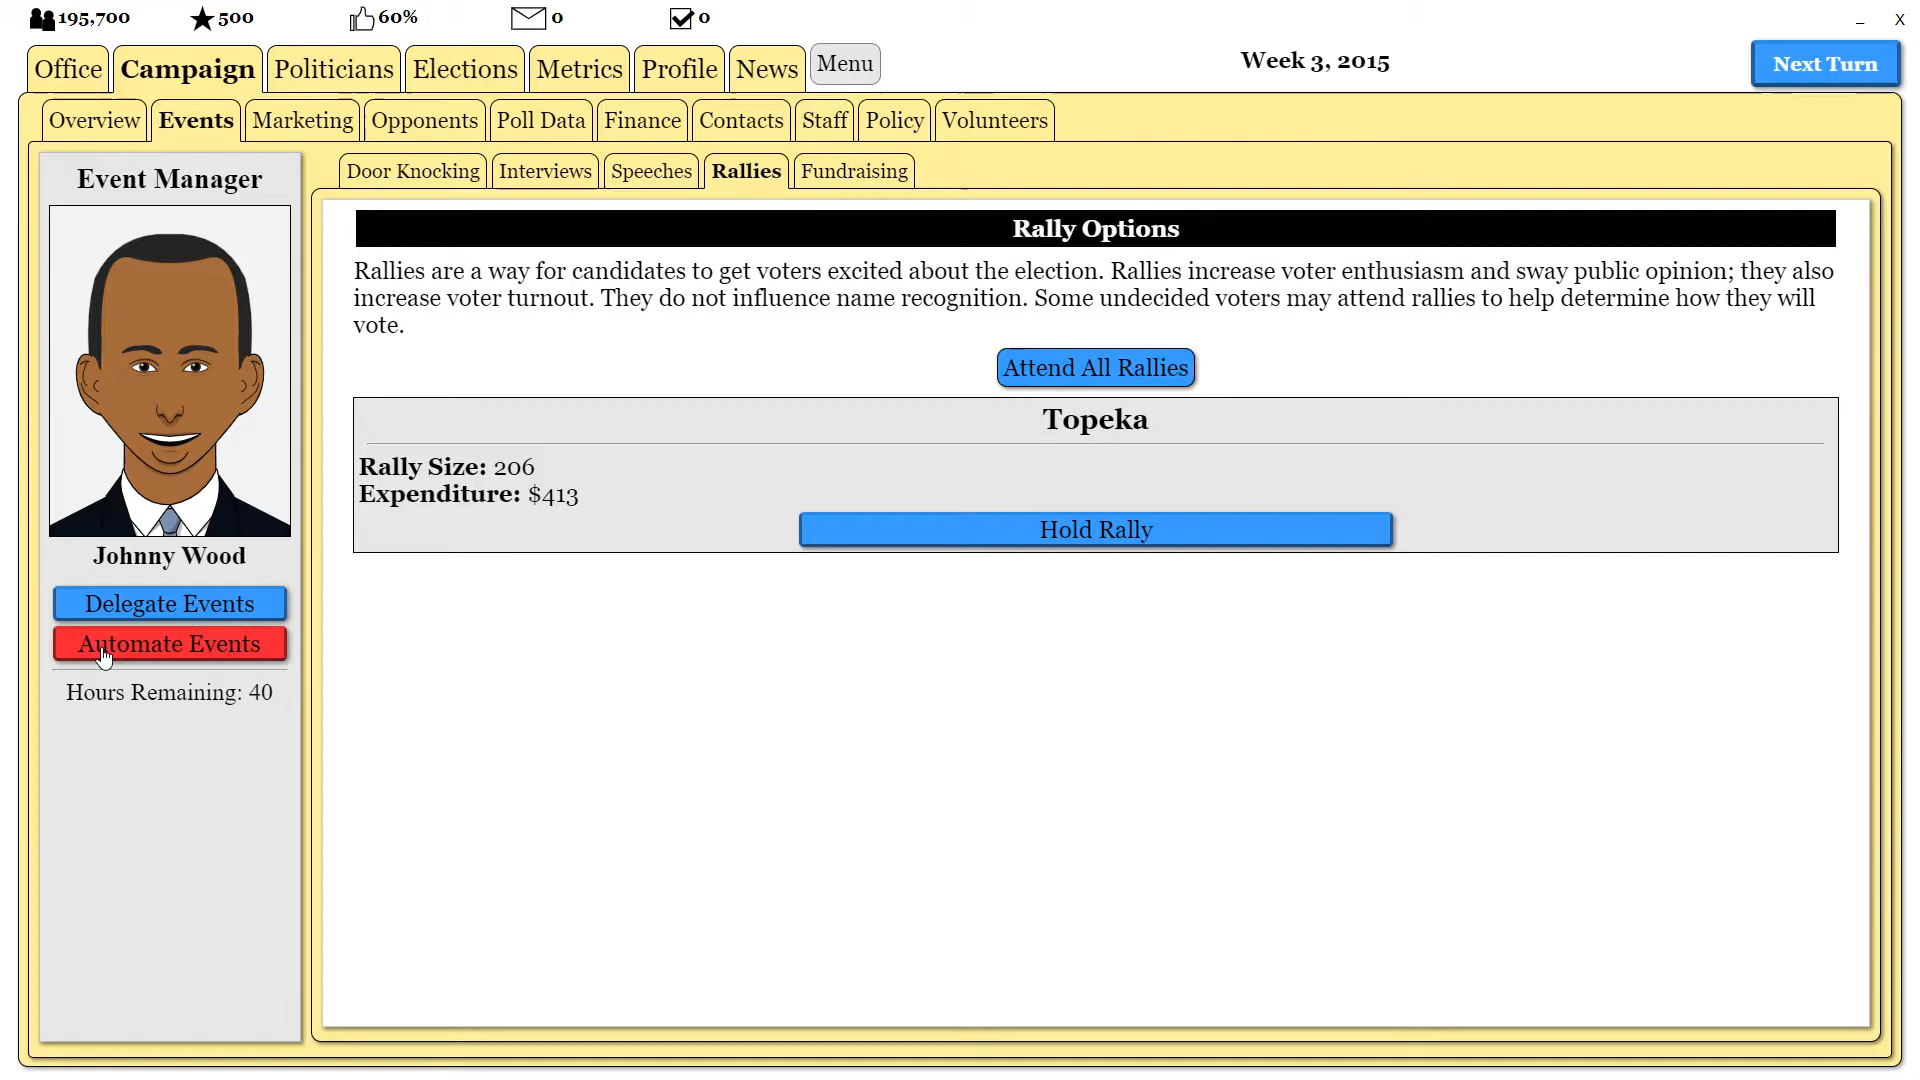 195,700 500 60% 0 0 _ X
Office Campaign Politicians Elections Metrics Profile News Menu Week 3, 2015 Next Turn
Overview Events Marketing Opponents Poll Data Finance Contacts Staff Policy Volunteers
Event Manager
Johnny Wood
Delegate Events
Automate Events
Hours Remaining: 40
Door Knocking Interviews Speeches Rallies Fundraising
Rally Options
Rallies are a way for candidates to get voters excited about the election. Rallies increase voter enthusiasm and sway public opinion; they also
increase voter turnout. They do not influence name recognition. Some undecided voters may attend rallies to help determine how they will
vote.
Attend All Rallies
Topeka
Rally Size: 206
Expenditure: $413
Hold Rally